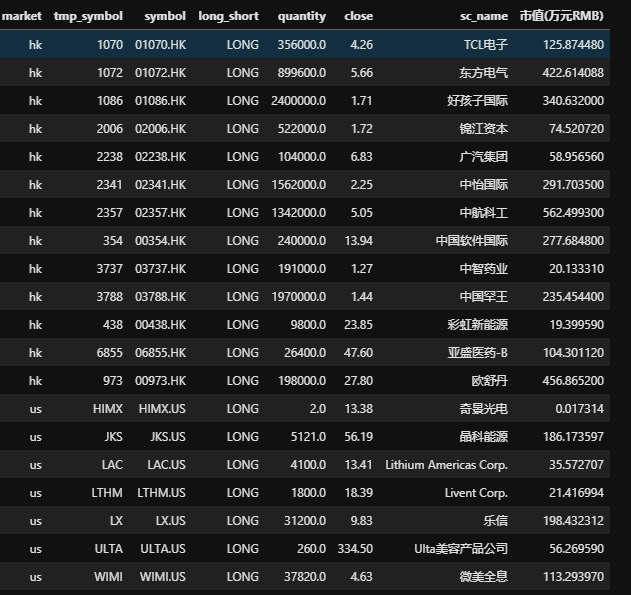 market tmp_symbol symbol long_short quantity close sc_name 市值(万元RMB)
hk 1070 01070.HK LONG 356000.0 4.26 TCL电子 125.874480
hk 1072 01072.HK LONG 899600.0 5.66 东方电气 422.614088
hk 1086 01086.HK LONG 2400000.0 1.71 好孩子国际 340.632000
hk 2006 02006.HK LONG 522000.0 1.72 锦江资本 74.520720
hk 2238 02238.HK LONG 104000.0 6.83 广汽集团 58.956560
hk 2341 02341.HK LONG 1562000.0 2.25 中怡国际 291.703500
hk 2357 02357.HK LONG 1342000.0 5.05 中航科工 562.499300
hk 354 00354.HK LONG 240000.0 13.94 中国软件国际 277.684800
hk 3737 03737.HK LONG 191000.0 1.27 中智药业 20.133310
hk 3788 03788.HK LONG 1970000.0 1.44 中国罕王 235.454400
hk 438 00438.HK LONG 9800.0 23.85 彩虹新能源 19.399590
hk 6855 06855.HK LONG 26400.0 47.60 亚盛医药-B 104.301120
hk 973 00973.HK LONG 198000.0 27.80 欧舒丹 456.865200
us HIMX HIMX.US LONG 2.0 13.38 奇景光电 0.017314
us JKS JKS.US LONG 5121.0 56.19 晶科能源 186.173597
us LAC LAC.US LONG 4100.0 13.41 Lithium Americas Corp. 35.572707
us LTHM LTHM.US LONG 1800.0 18.39 Livent Corp. 21.416994
us LX LX.US LONG 31200.0 9.83 乐信 198.432312
us ULTA ULTA.US LONG 260.0 334.50 Ulta美容产品公司 56.269590
us WIMI WIMI.US LONG 37820.0 4.63 微美全息 113.293970